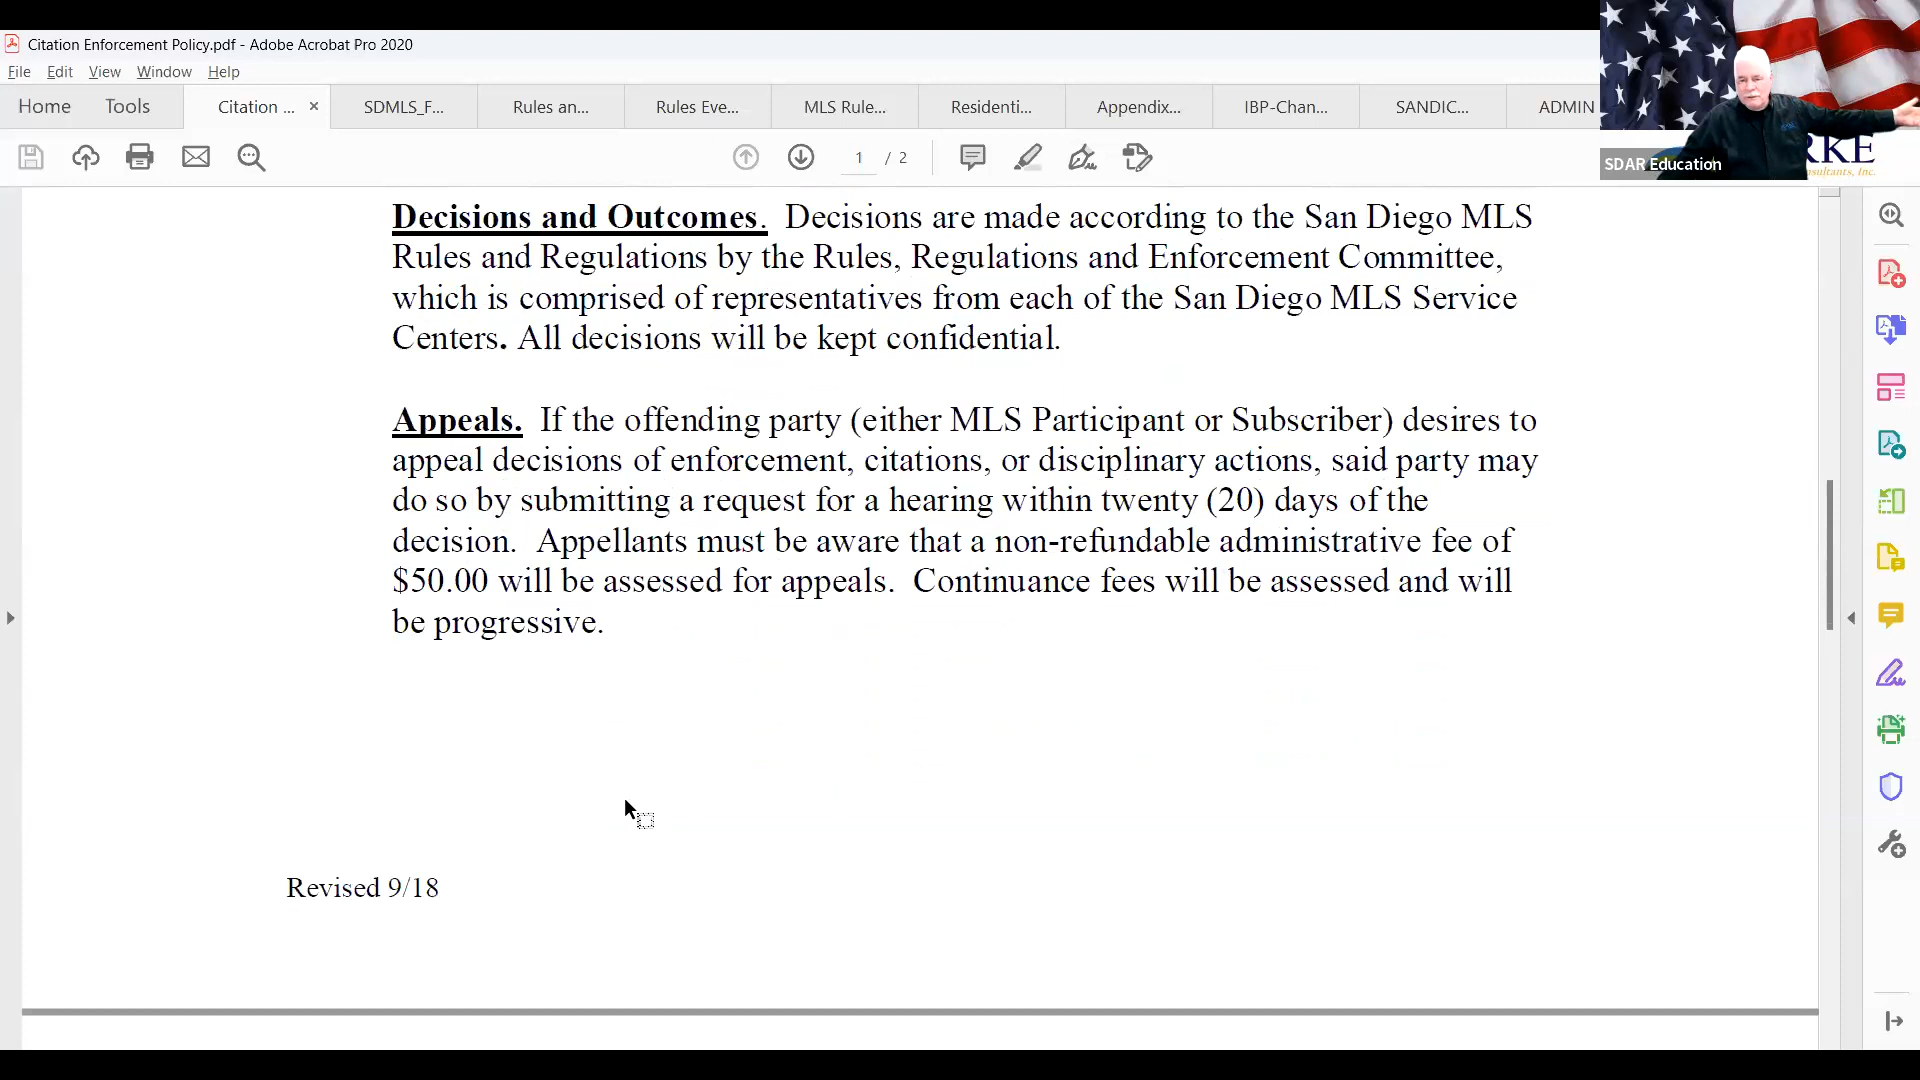 Citation Enforcement Policy.pdf - Adobe Acrobat Pro 2020
File Edit View Window Help
Home Tools Citation ... × SDMLS_F... Rules an... Rules Eve... MLS Rule... Residenti... Appendix... IBP-Chan... SANDIC... ADMIN
1 / 2
RKE
nsultants, Inc.
SDAR Education
Decisions and Outcomes. Decisions are made according to the San Diego MLS
Rules and Regulations by the Rules, Regulations and Enforcement Committee,
which is comprised of representatives from each of the San Diego MLS Service
Centers. All decisions will be kept confidential.
Appeals. If the offending party (either MLS Participant or Subscriber) desires to
appeal decisions of enforcement, citations, or disciplinary actions, said party may
do so by submitting a request for a hearing within twenty (20) days of the
decision. Appellants must be aware that a non-refundable administrative fee of
$50.00 will be assessed for appeals. Continuance fees will be assessed and will
be progressive.
Revised 9/18